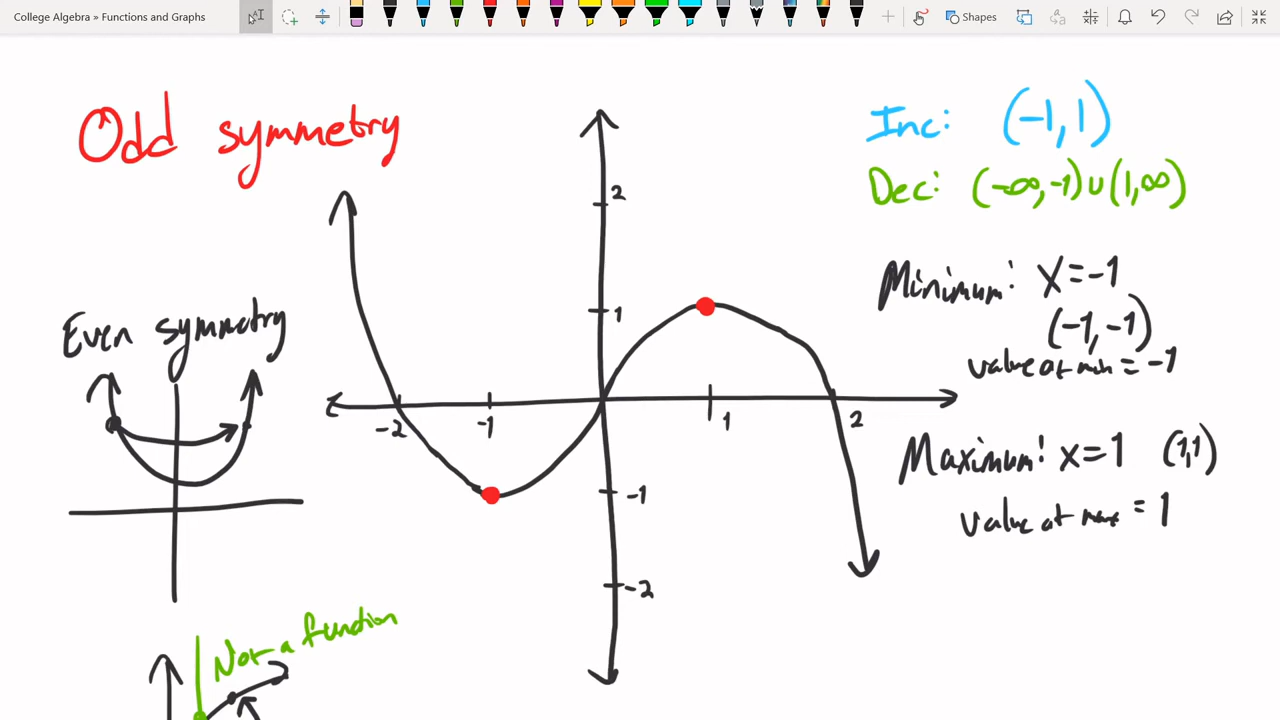 College Algebra » Functions and Graphs
Shapes
Odd symmetry
Inc: (-1, 1)
Dec: (-∞, -1) ∪ (1, ∞)
Minimum: x = -1
(-1, -1)
value at min = -1
Maximum: x = 1 (1,1)
value at max = 1
Even symmetry
2
1
-2
-1
1
2
-1
-2
Not a function